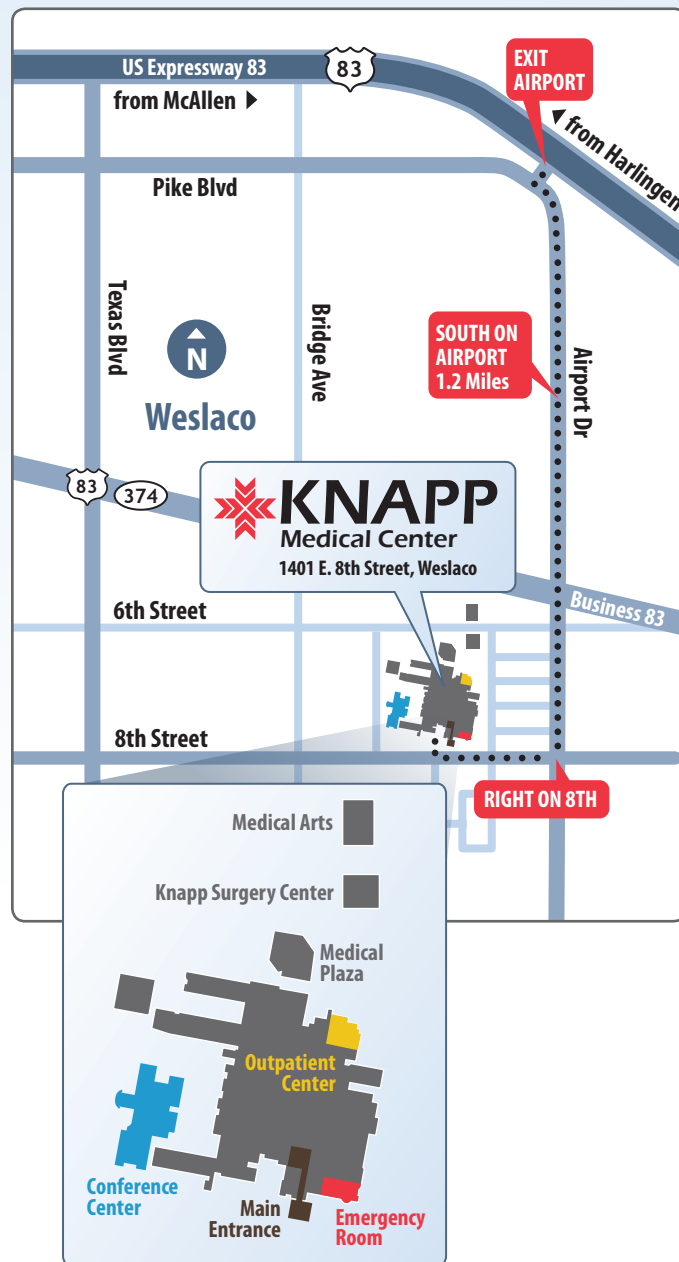 US Expressway 83
83
EXIT
AIRPORT
from McAllen
from Harlingen
Pike Blvd
Texas Blvd
Bridge Ave
N
Weslaco
SOUTH ON
AIRPORT
1.2 Miles
Airport Dr
83
374
KNAPP
Medical Center
1401 E. 8th Street, Weslaco
Business 83
6th Street
8th Street
RIGHT ON 8TH
Medical Arts
Knapp Surgery Center
Medical
Plaza
Outpatient
Center
Conference
Center
Main
Entrance
Emergency
Room